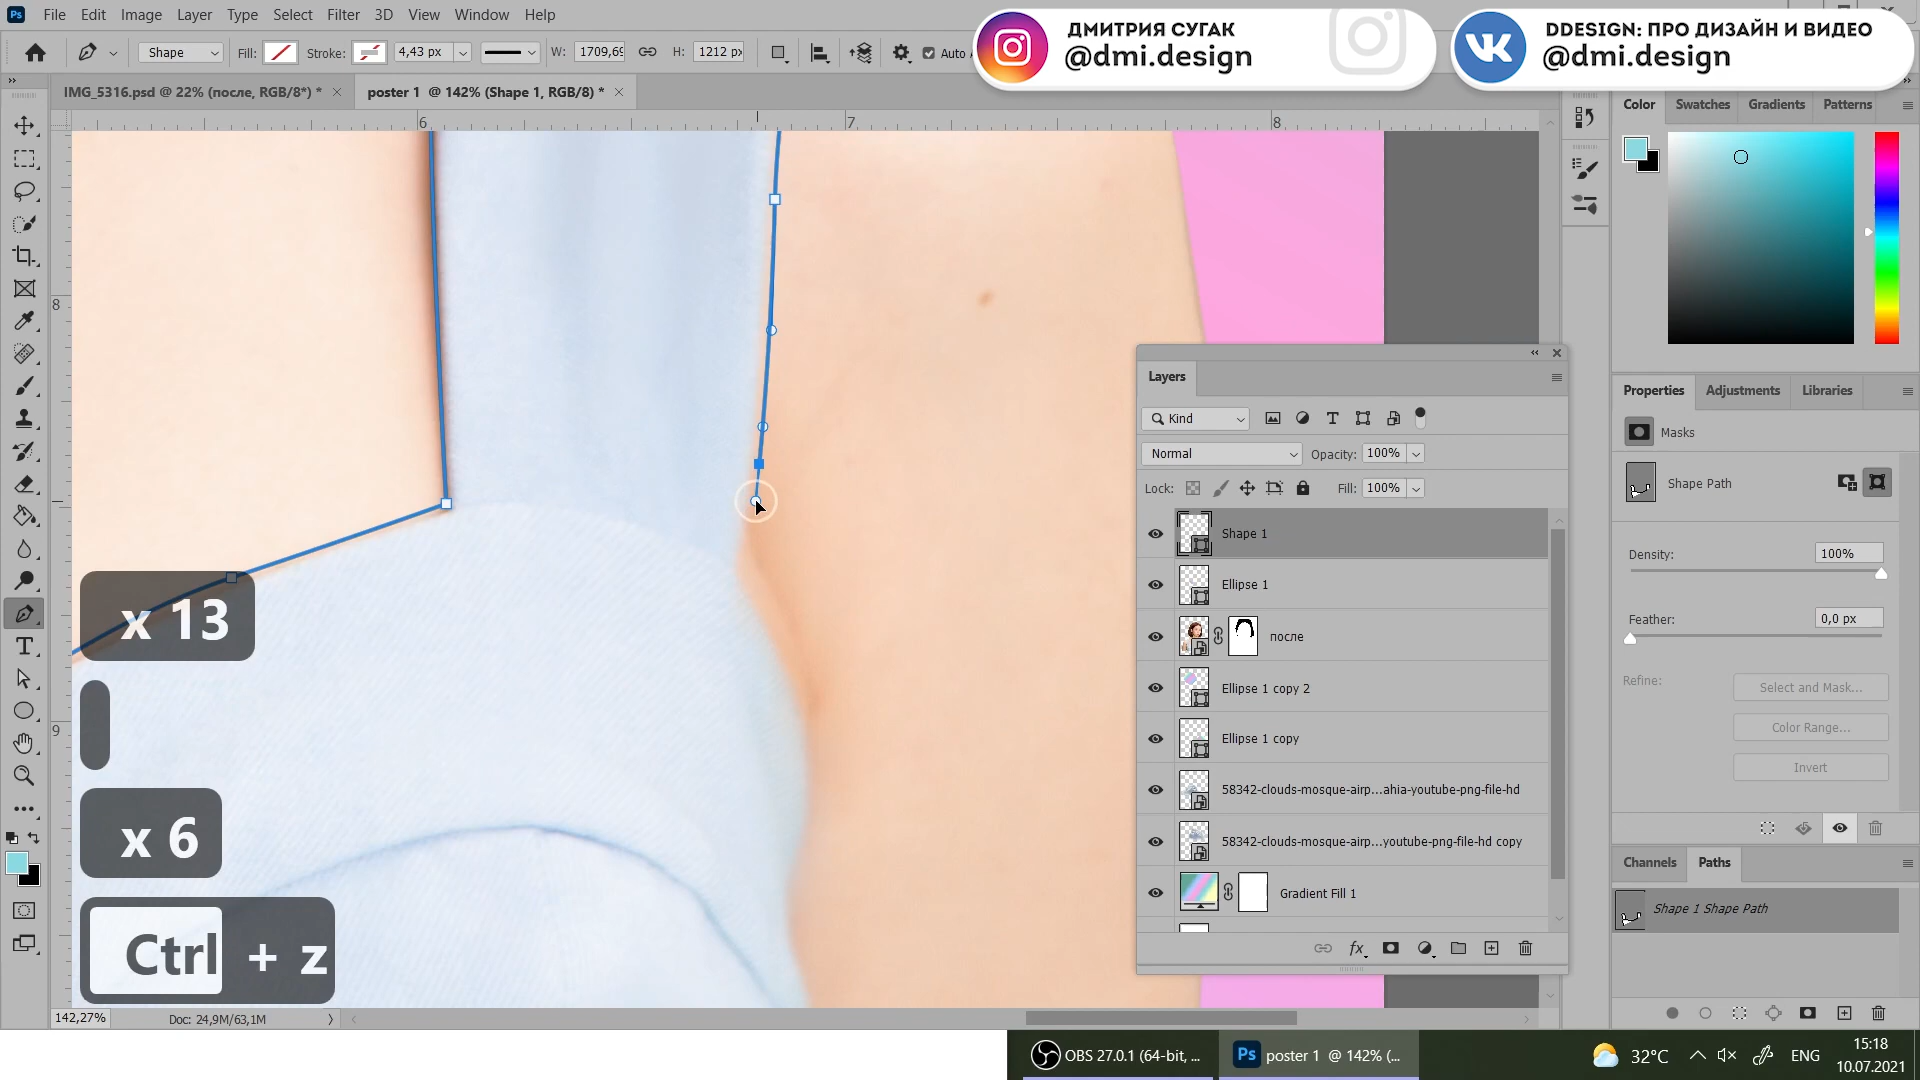 File Edit Image Layer Type Select Filter 3D View Window Help
ДМИТРИЯ СУГАК
@dmi.design
DDESIGN: ПРО ДИЗАЙН И ВИДЕО
@dmi.design
Shape Fill: Stroke: 4,43 px W: 1709,69 H: 1212 px Auto
IMG_5316.psd @ 22% (после, RGB/8*) * poster 1 @ 142% (Shape 1, RGB/8) *
Color Swatches Gradients Patterns
6 7 8
8
9
Layers
Kind
Normal Opacity: 100%
Lock: Fill: 100%
Shape 1
Ellipse 1
после
Ellipse 1 copy 2
Ellipse 1 copy
58342-clouds-mosque-airp...ahia-youtube-png-file-hd
58342-clouds-mosque-airp...youtube-png-file-hd copy
Gradient Fill 1
fx
Properties Adjustments Libraries
Masks
Shape Path
Density: 100%
Feather: 0,0 px
Refine: Select and Mask...
Color Range...
Invert
Channels Paths
Shape 1 Shape Path
x 13
x 6
Ctrl + z
142,27% Doc: 24,9M/63,1M
OBS 27.0.1 (64-bit, ... poster 1 @ 142% (...
32°C ENG 15:18
10.07.2021